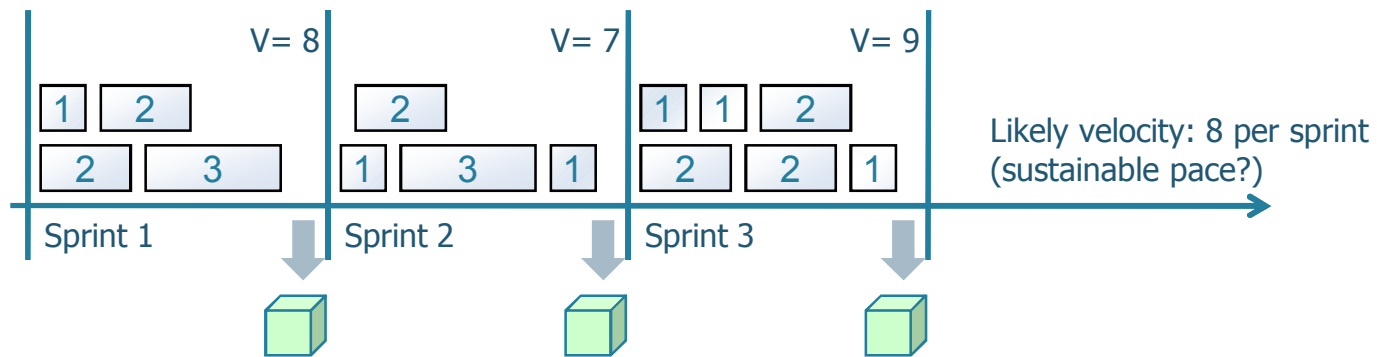 V= 8
V= 7
V= 9
1 2
2
1 1 2
Likely velocity: 8 per sprint
(sustainable pace?)
2 3
1 3 1
2 2 1
Sprint 1
Sprint 2
Sprint 3